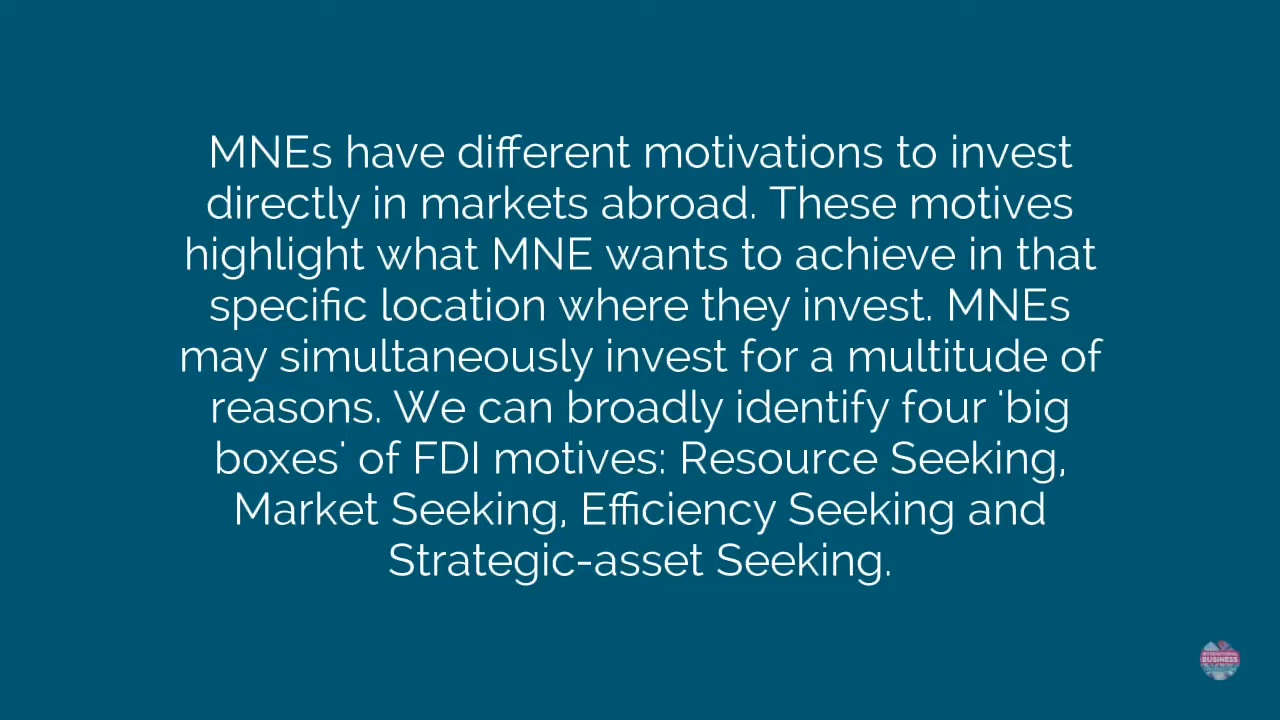 MNEs have different motivations to invest
directly in markets abroad. These motives
highlight what MNE wants to achieve in that
specific location where they invest. MNEs
may simultaneously invest for a multitude of
reasons. We can broadly identify four 'big
boxes' of FDI motives: Resource Seeking,
Market Seeking, Efficiency Seeking and
Strategic-asset Seeking.
INTERNATIONAL
BUSINESS